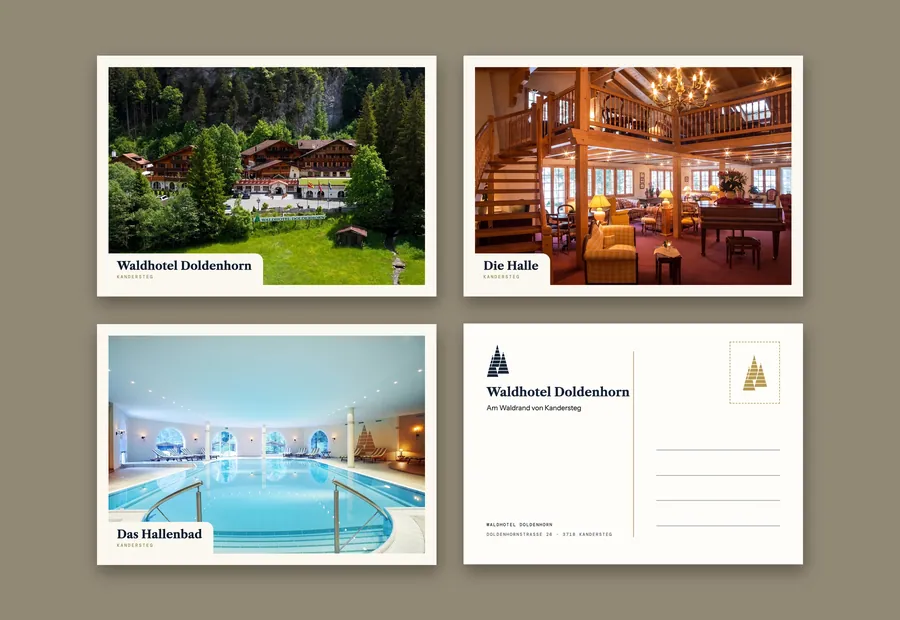 Waldhotel Doldenhorn
KANDERSTEG
Die Halle
KANDERSTEG
Das Hallenbad
KANDERSTEG
Waldhotel Doldenhorn
Am Waldrand von Kandersteg
WALDHOTEL DOLDENHORN
DOLDENHORNSTRASSE 20 · 3718 KANDERSTEG